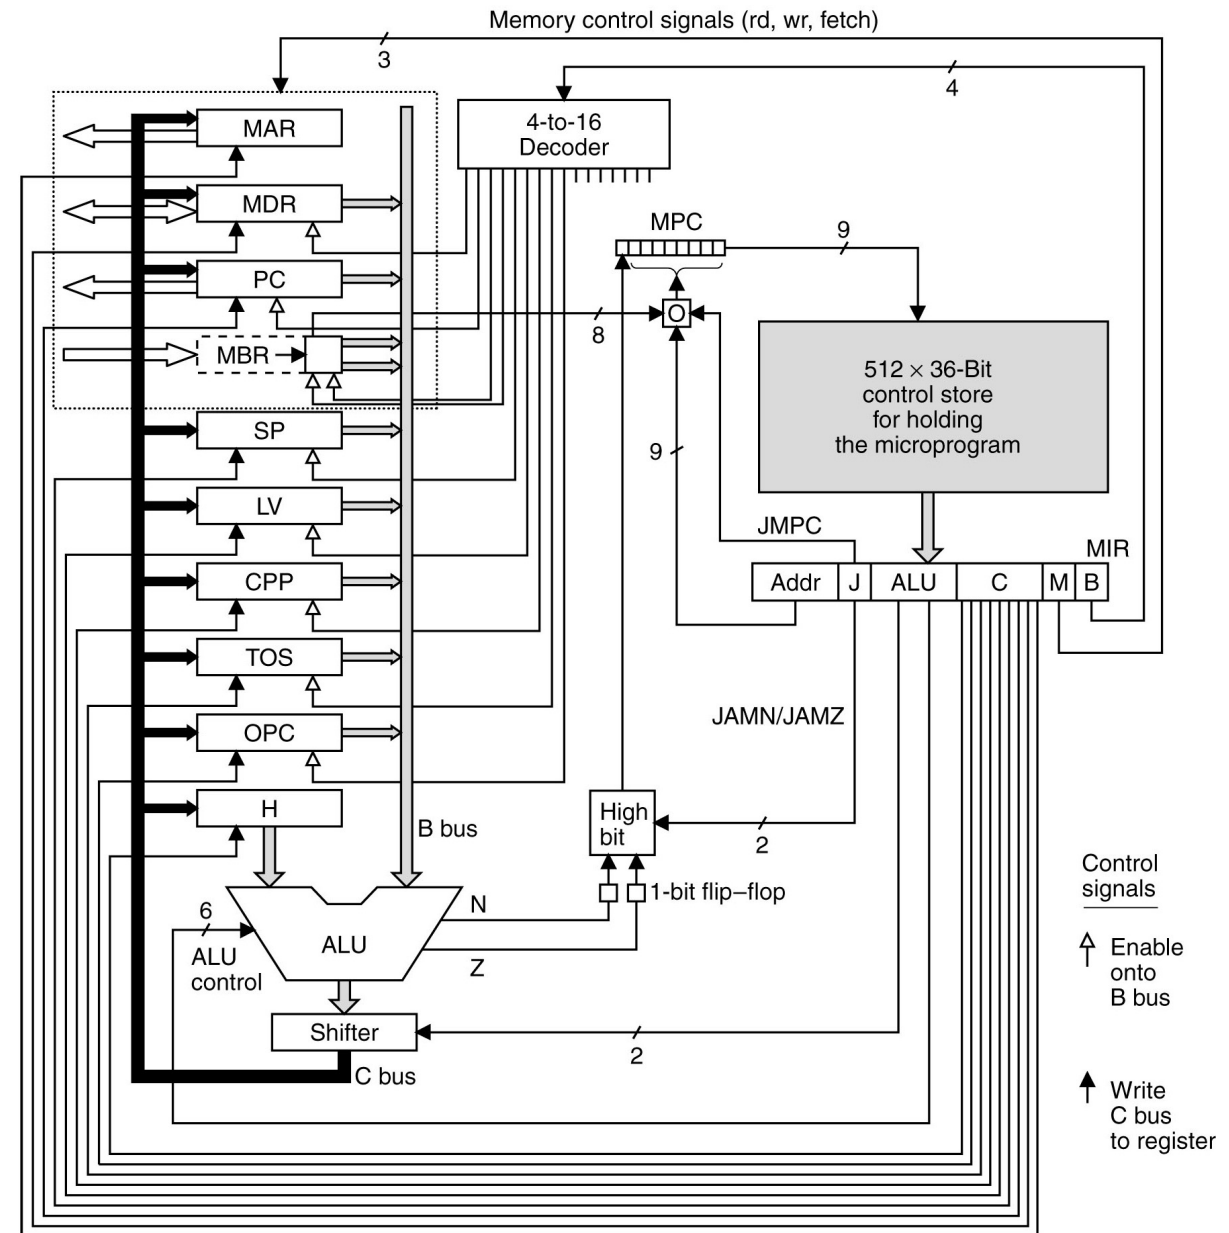 Memory control signals (rd, wr, fetch)
3
4
MAR
4-to-16
Decoder
MDR
MPC
9
PC
O
8
MBR
512 × 36-Bit
control store
for holding
the microprogram
SP
9
LV
JMPC
MIR
CPP
Addr
J
ALU
C
M
B
TOS
JAMN/JAMZ
OPC
H
B bus
High
bit
2
Control
signals
1-bit flip–flop
N
6
ALU
control
ALU
Z
Enable
onto
B bus
Shifter
2
C bus
Write
C bus
to register